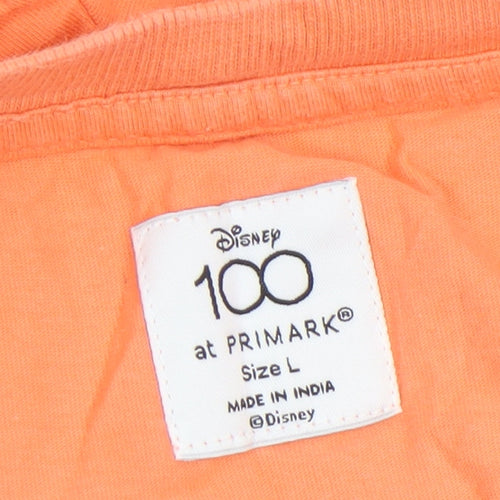 Disney
100
at PRIMARK®
Size L
MADE IN INDIA
©Disney